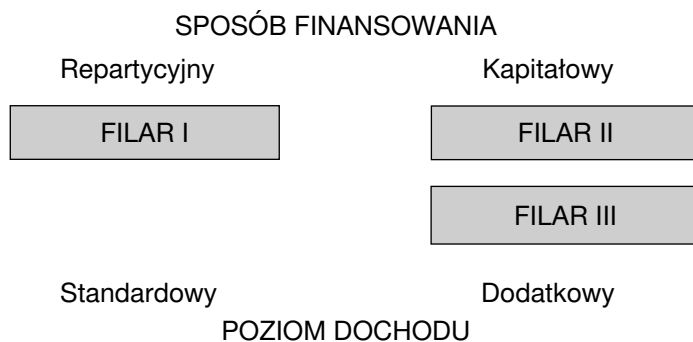 SPOSÓB FINANSOWANIA
Repartycyjny Kapitałowy
FILAR I FILAR II
FILAR III
Standardowy Dodatkowy
POZIOM DOCHODU